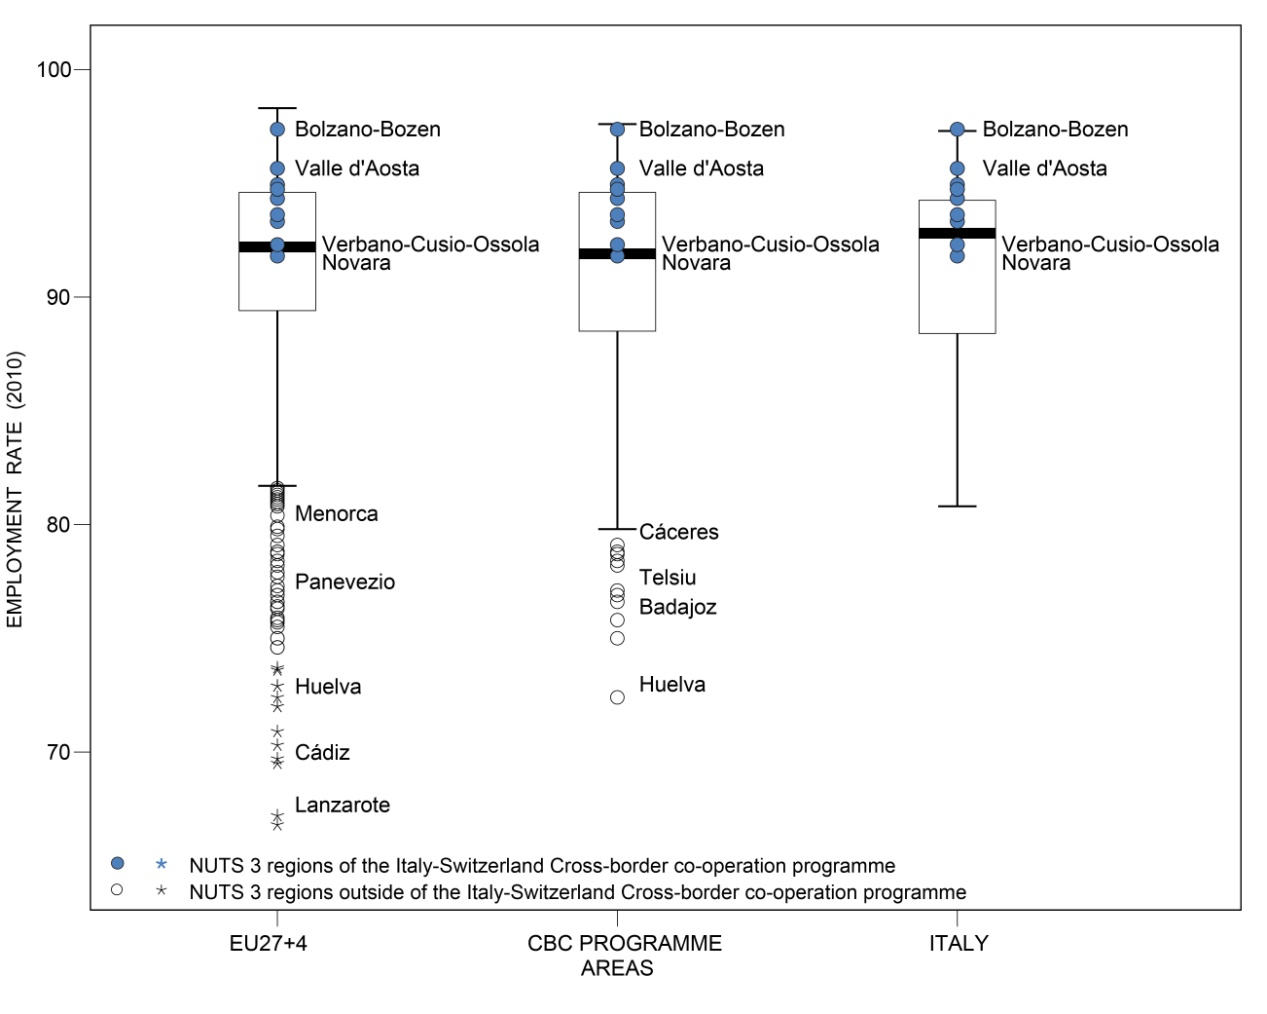 100
90
80
70
EMPLOYMENT RATE (2010)
Bolzano-Bozen
Valle d'Aosta
Verbano-Cusio-Ossola
Novara
Menorca
Panevezio
Huelva
Cádiz
Lanzarote
Bolzano-Bozen
Valle d'Aosta
Verbano-Cusio-Ossola
Novara
Cáceres
Telsiu
Badajoz
Huelva
Bolzano-Bozen
Valle d'Aosta
Verbano-Cusio-Ossola
Novara
NUTS 3 regions of the Italy-Switzerland Cross-border co-operation programme
NUTS 3 regions outside of the Italy-Switzerland Cross-border co-operation programme
EU27+4
CBC PROGRAMME
AREAS
ITALY